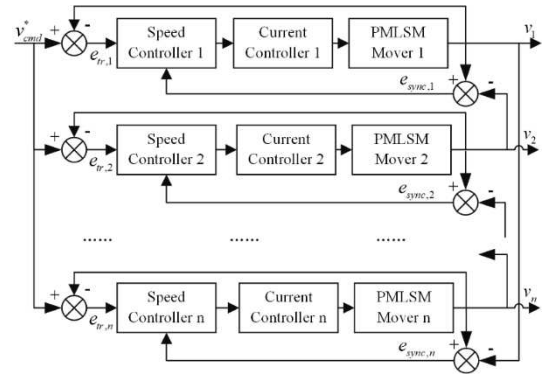 v*cmd + - etr,1 Speed Controller 1 Current Controller 1 PMLSM Mover 1 v1
esync,1 + -
+ - etr,2 Speed Controller 2 Current Controller 2 PMLSM Mover 2 v2
esync,2 + -
...... ...... ......
+ - etr,n Speed Controller n Current Controller n PMLSM Mover n vn
esync,n + -